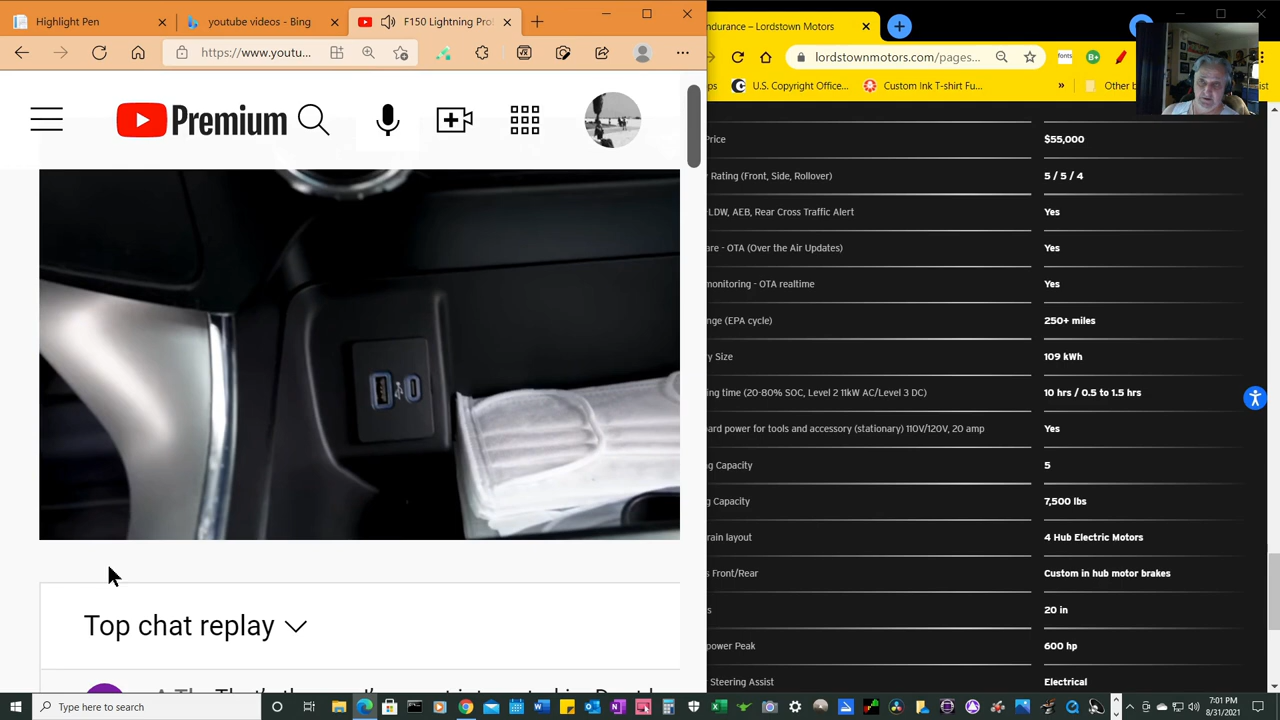 Highlight Pen
youtube videos - Bing
F150 Lightning Pro
ndurance – Lordstown Motors
https://www.youtu...
lordstownmotors.com/pages...
fonts
B+
U.S. Copyright Office...
Custom Ink T-shirt Fu...
»
Other b
Premium
Price
$55,000
Rating (Front, Side, Rollover)
5 / 5 / 4
LDW, AEB, Rear Cross Traffic Alert
Yes
are - OTA (Over the Air Updates)
Yes
monitoring - OTA realtime
Yes
nge (EPA cycle)
250+ miles
y Size
109 kWh
ing time (20-80% SOC, Level 2 11kW AC/Level 3 DC)
10 hrs / 0.5 to 1.5 hrs
ard power for tools and accessory (stationary) 110V/120V, 20 amp
Yes
g Capacity
5
g Capacity
7,500 lbs
rain layout
4 Hub Electric Motors
s Front/Rear
Custom in hub motor brakes
s
20 in
power Peak
600 hp
Steering Assist
Electrical
Top chat replay
Type here to search
7:01 PM
8/31/2021